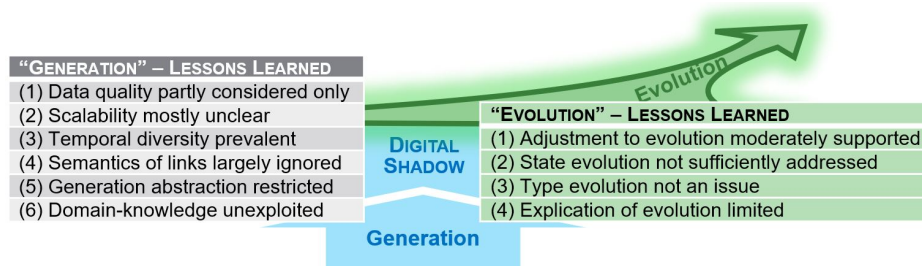 “GENERATION” – LESSONS LEARNED
(1) Data quality partly considered only
(2) Scalability mostly unclear
(3) Temporal diversity prevalent
(4) Semantics of links largely ignored
(5) Generation abstraction restricted
(6) Domain-knowledge unexploited
Evolution
DIGITAL
SHADOW
Generation
“EVOLUTION” – LESSONS LEARNED
(1) Adjustment to evolution moderately supported
(2) State evolution not sufficiently addressed
(3) Type evolution not an issue
(4) Explication of evolution limited